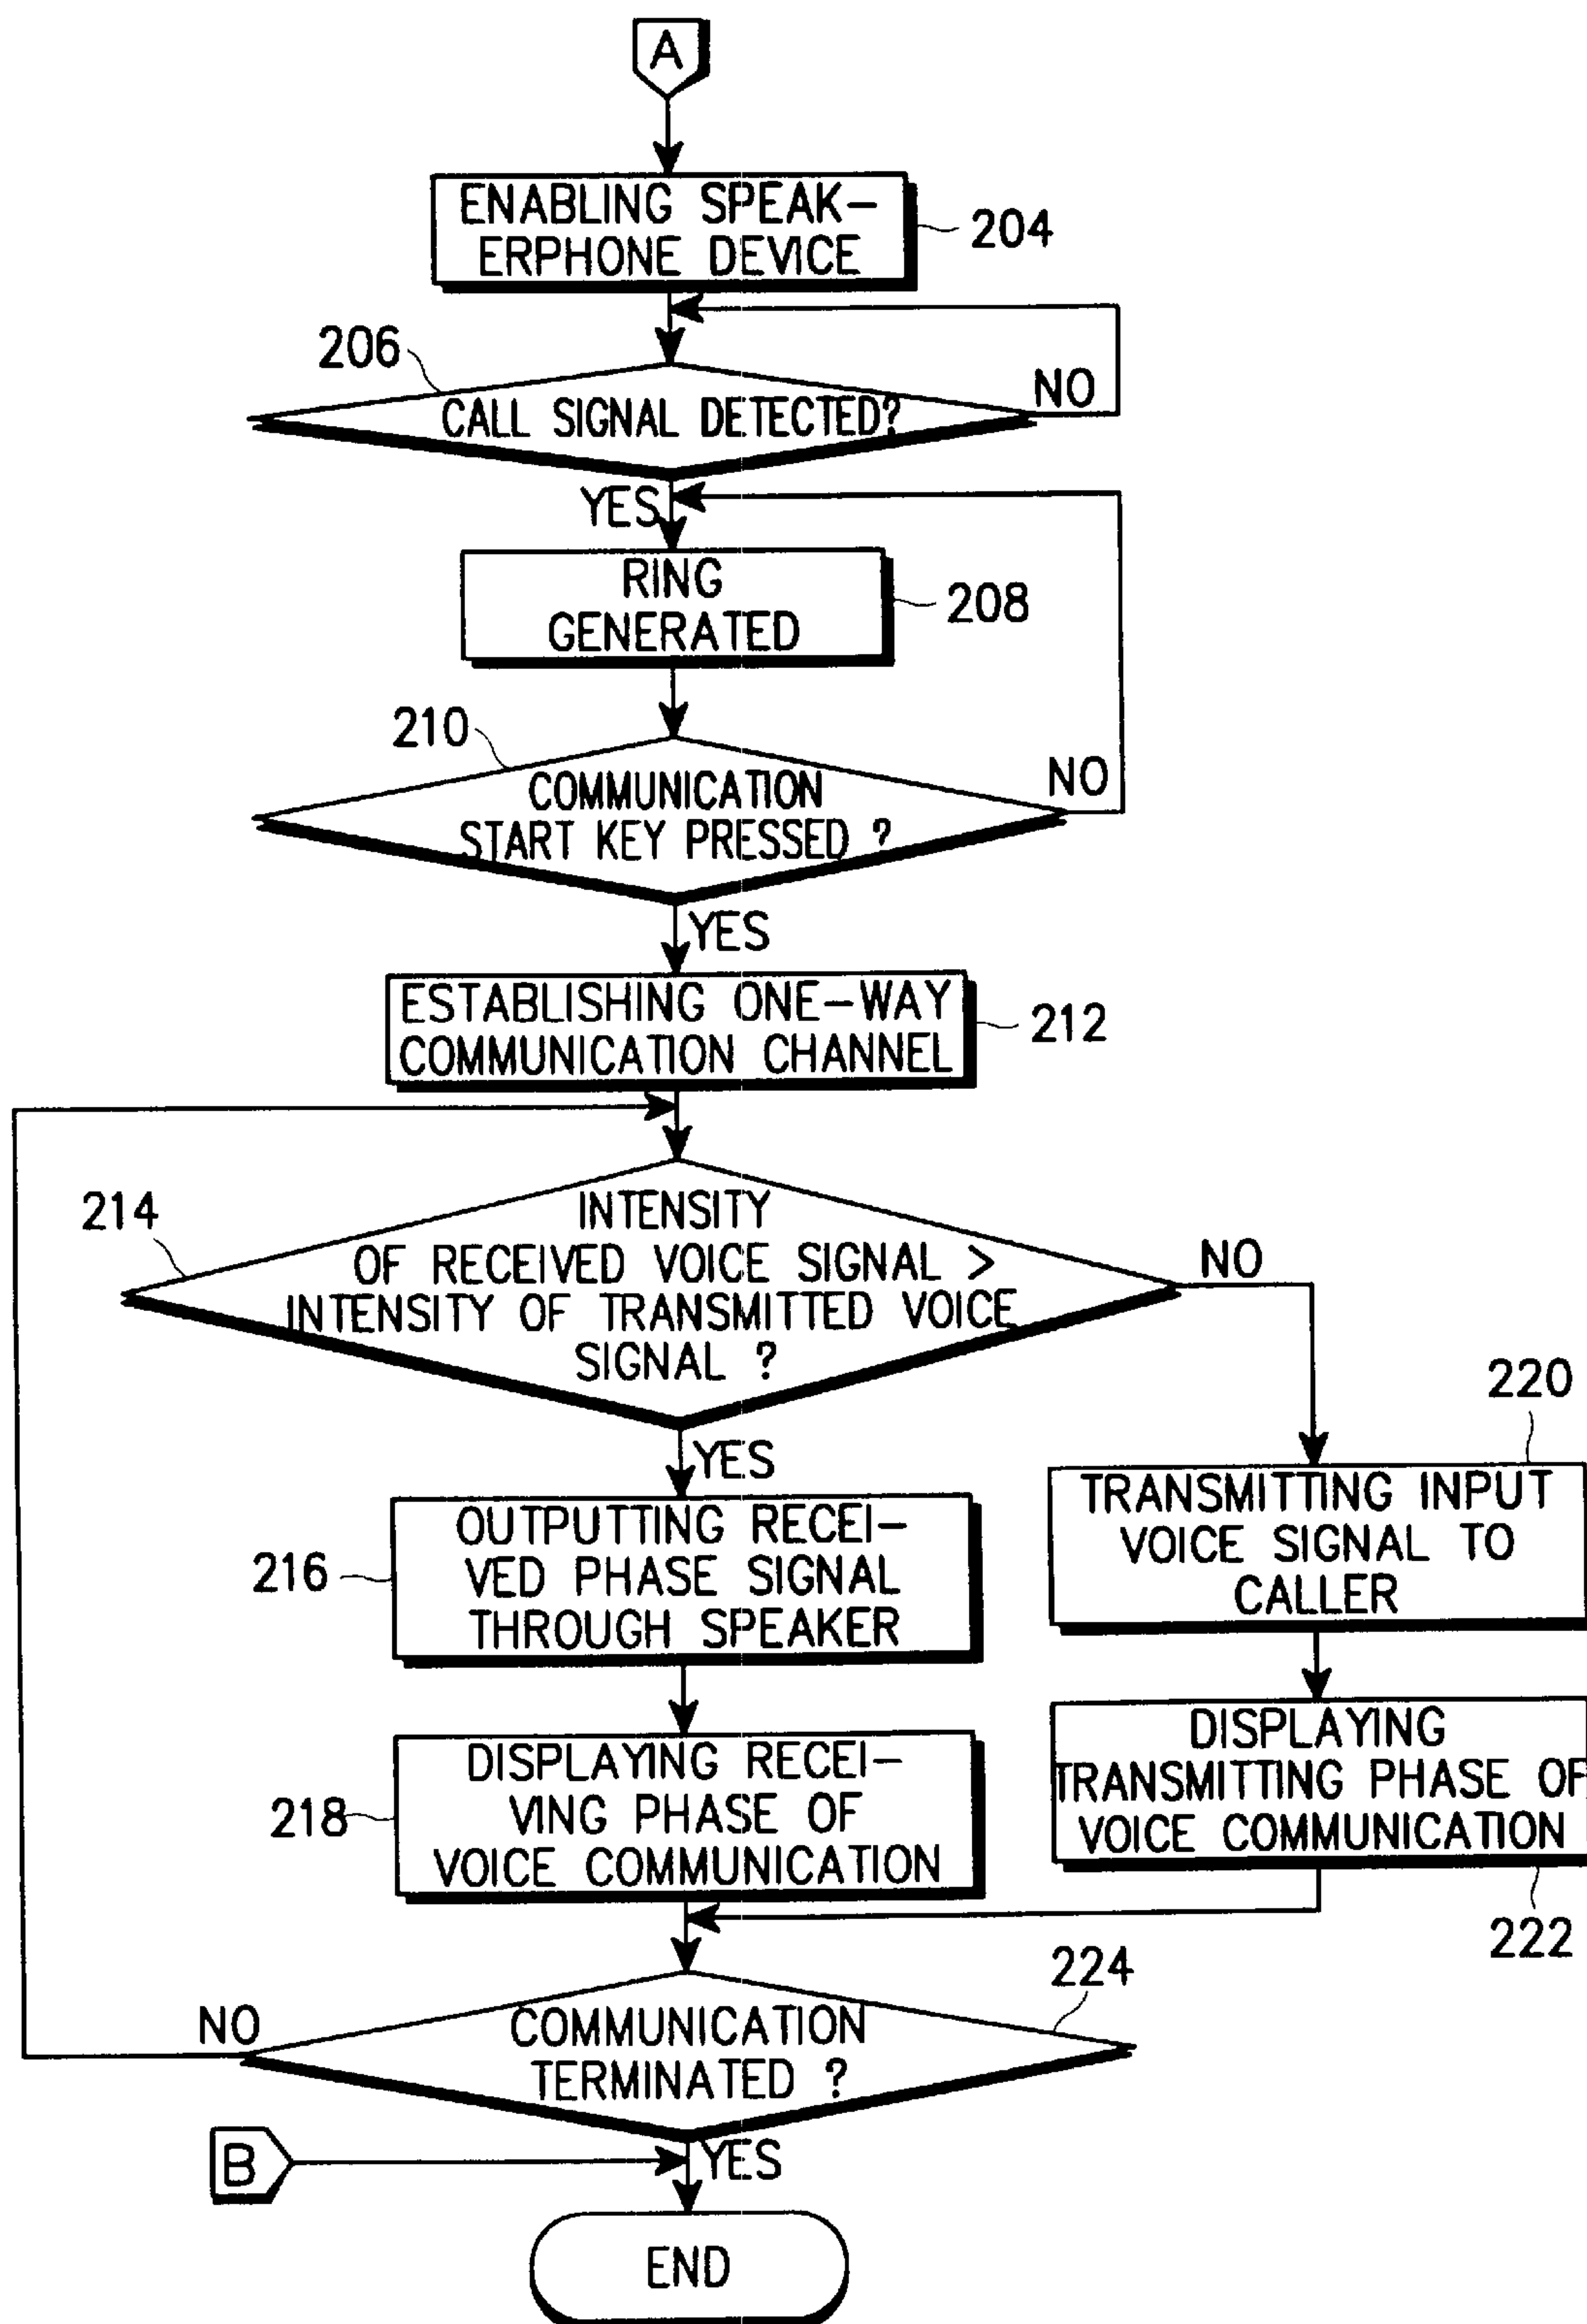 A
ENABLING SPEAK-
ERPHONE DEVICE
204
206
CALL SIGNAL DETECTED?
NO
YES
RING
GENERATED
208
210
COMMUNICATION
START KEY PRESSED ?
NO
YES
ESTABLISHING ONE-WAY
COMMUNICATION CHANNEL
212
214
INTENSITY
OF RECEIVED VOICE SIGNAL >
INTENSITY OF TRANSMITTED VOICE
SIGNAL ?
NO
YES
220
OUTPUTTING RECEI-
VED PHASE SIGNAL
THROUGH SPEAKER
216
TRANSMITTING INPUT
VOICE SIGNAL TO
CALLER
DISPLAYING RECEI-
VING PHASE OF
VOICE COMMUNICATION
218
DISPLAYING
TRANSMITTING PHASE OF
VOICE COMMUNICATION
222
224
COMMUNICATION
TERMINATED ?
NO
B
YES
END